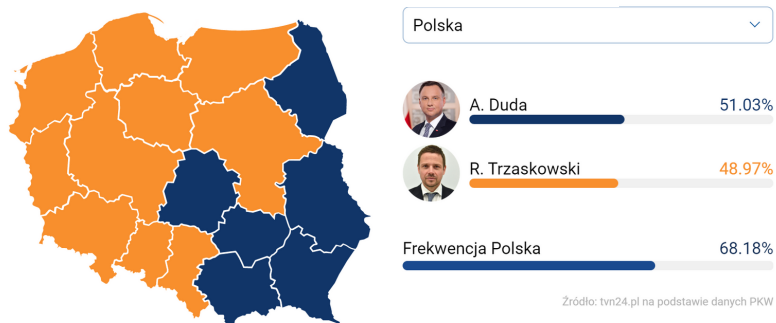 Polska
A. Duda 51.03%
R. Trzaskowski 48.97%
Frekwencja Polska 68.18%
Źródło: tvn24.pl na podstawie danych PKW